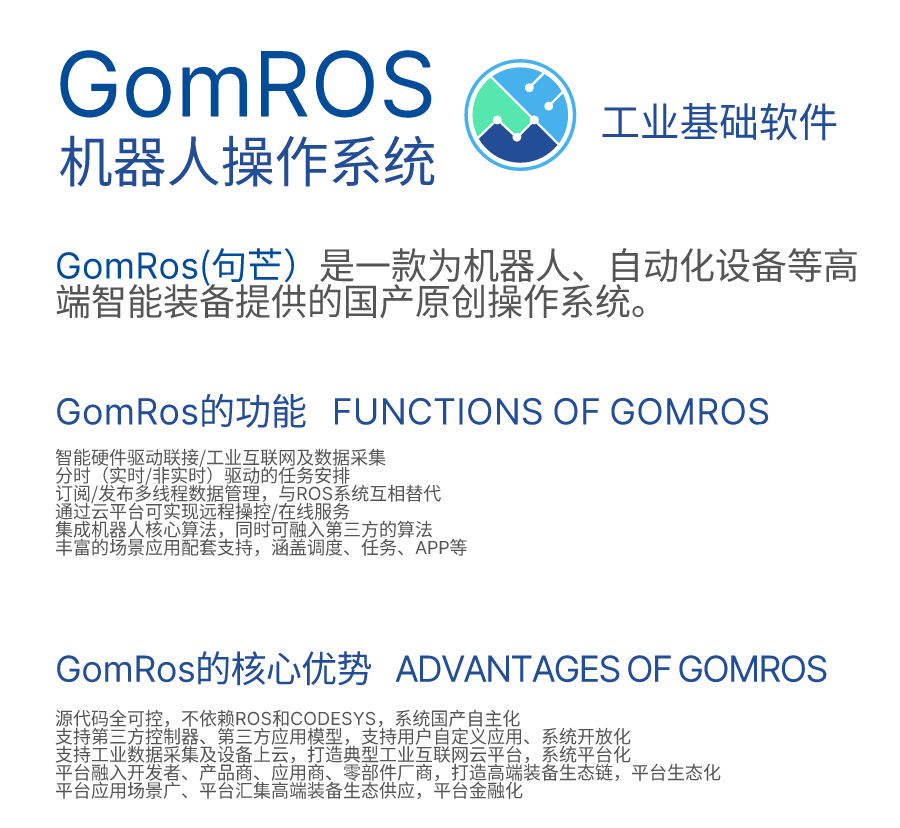 GomROS
机器人操作系统
工业基础软件
GomRos(句芒）是一款为机器人、自动化设备等高
端智能装备提供的国产原创操作系统。
GomRos的功能 FUNCTIONS OF GOMROS
智能硬件驱动联接/工业互联网及数据采集
分时（实时/非实时）驱动的任务安排
订阅/发布多线程数据管理，与ROS系统互相替代
通过云平台可实现远程操控/在线服务
集成机器人核心算法，同时可融入第三方的算法
丰富的场景应用配套支持，涵盖调度、任务、APP等
GomRos的核心优势 ADVANTAGES OF GOMROS
源代码全可控，不依赖ROS和CODESYS，系统国产自主化
支持第三方控制器、第三方应用模型，支持用户自定义应用、系统开放化
支持工业数据采集及设备上云，打造典型工业互联网云平台，系统平台化
平台融入开发者、产品商、应用商、零部件厂商，打造高端装备生态链，平台生态化
平台应用场景广、平台汇集高端装备生态供应，平台金融化